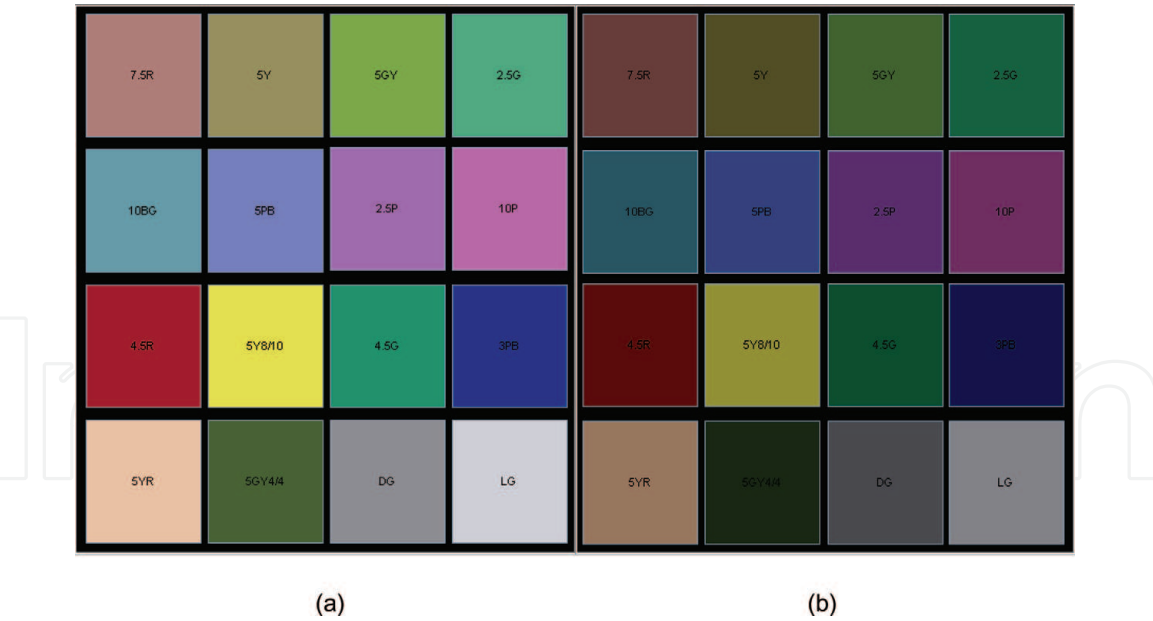 7.5R 5Y 5GY 2.5G 7.5R 5Y 5GY 2.5G
10BG 5PB 2.5P 10P 10BG 5PB 2.5P 10P
4.5R 5Y8/10 4.5G 3PB 4.5R 5Y8/10 4.5G 3PB
5YR 5GY4/4 DG LG 5YR 5GY4/4 DG LG
(a) (b)